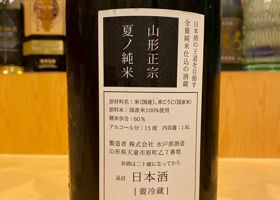 日本酒の王道を目指す
全量純米仕込の酒蔵
山形正宗
夏ノ純米
原材料名：米(国産)、米こうじ(国産米)
原料米：国産米100%使用
精米歩合：60%
アルコール分：15度 内容量：1.8L
製造者 株式会社 水戸部酒造
山形県天童市原町乙7番地
お酒は二十歳になってから
品目 日本酒
[要冷蔵]